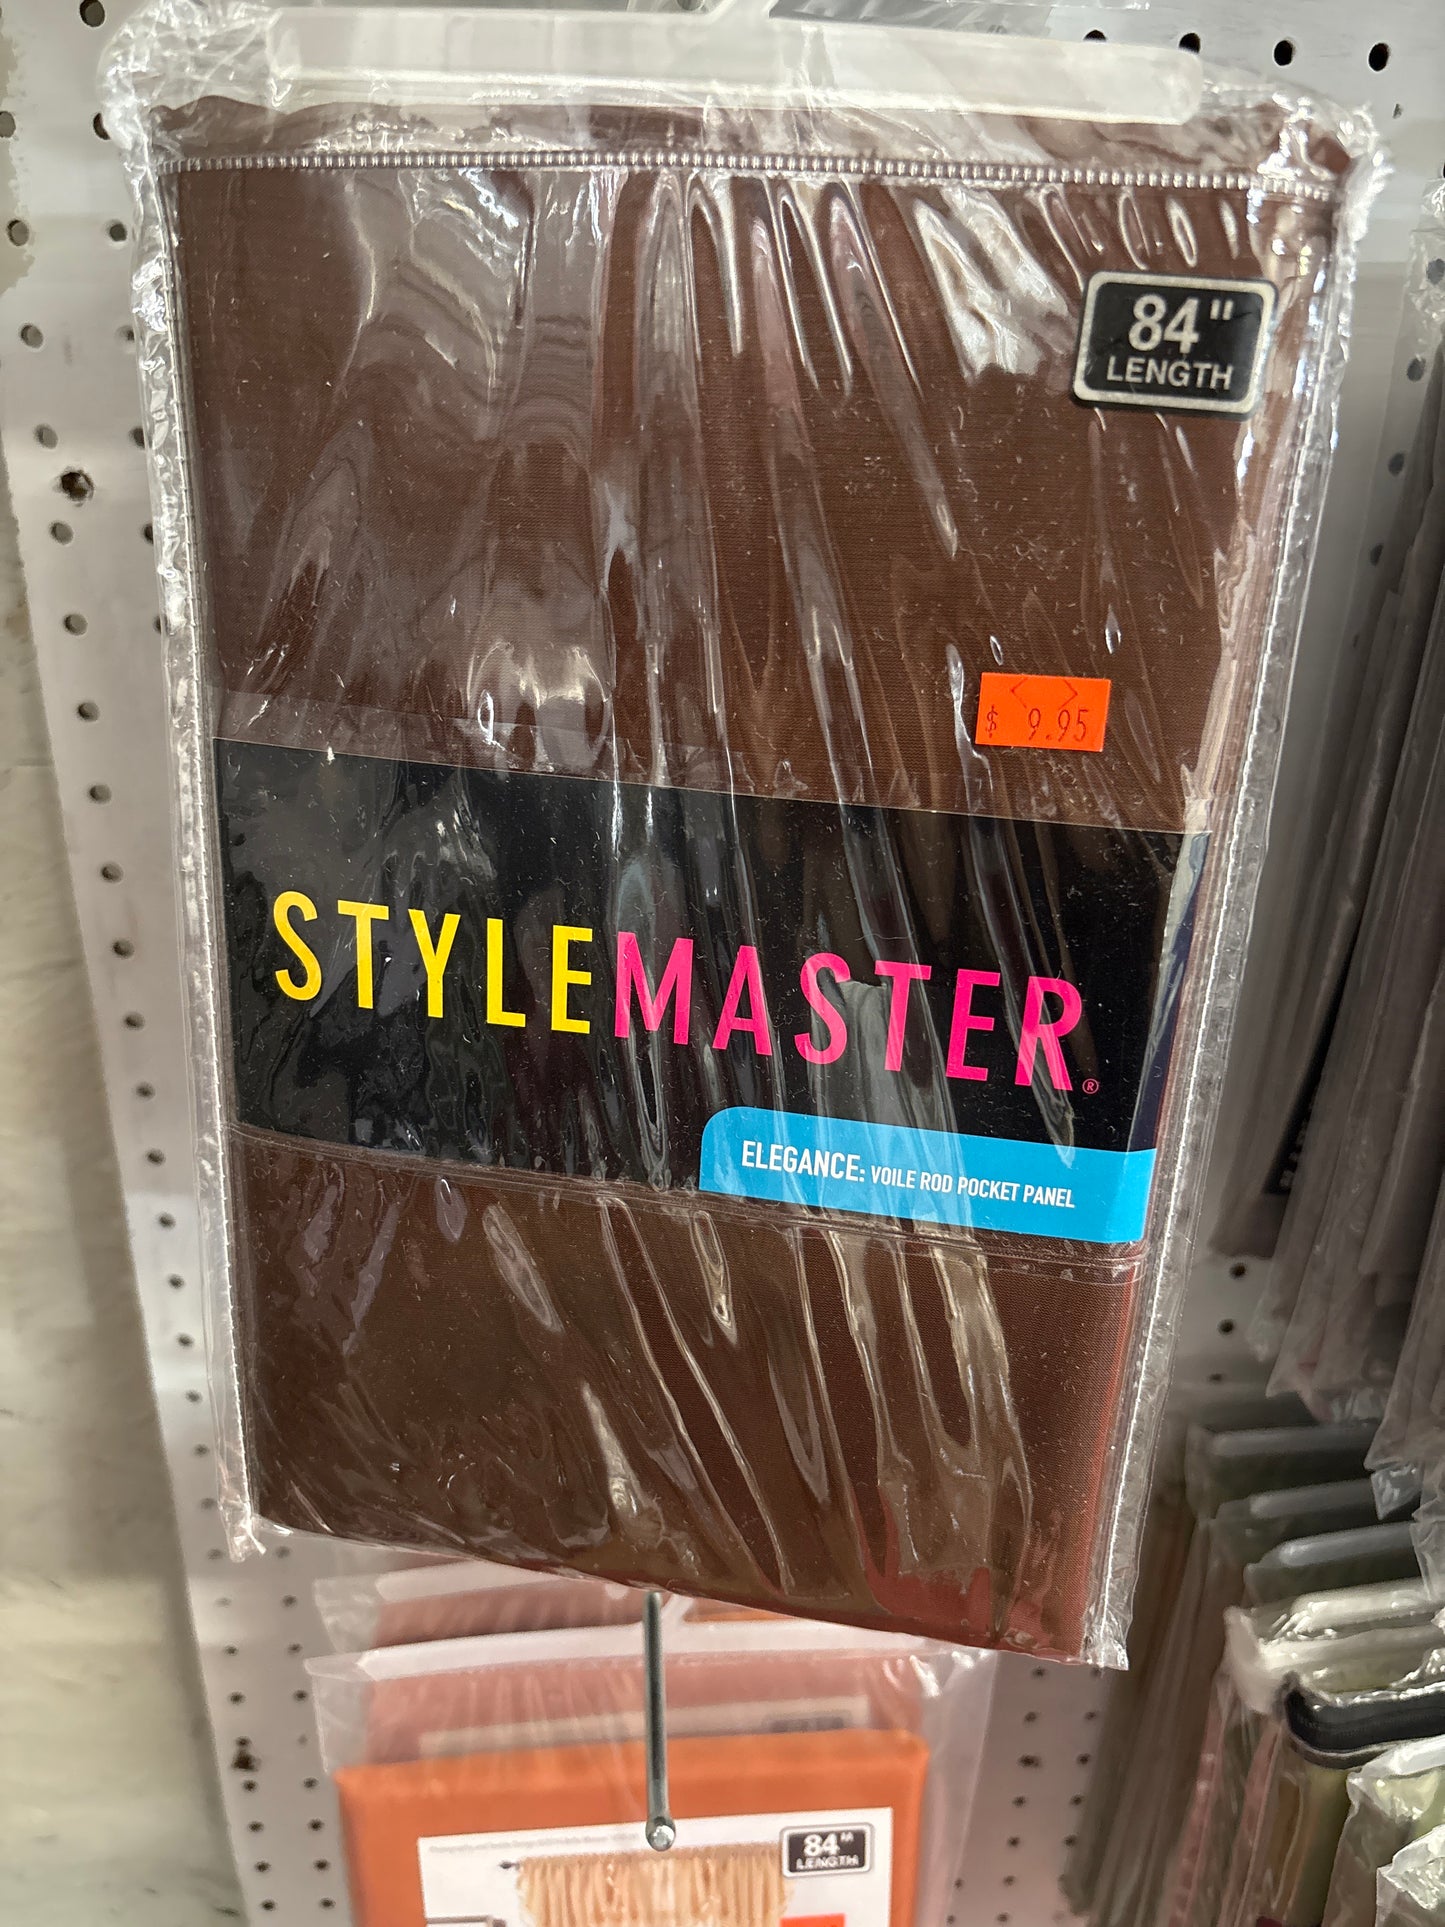 84"
LENGTH
$ 9.95
STYLEMASTER®
ELEGANCE: VOILE ROD POCKET PANEL
84"
LENGTH